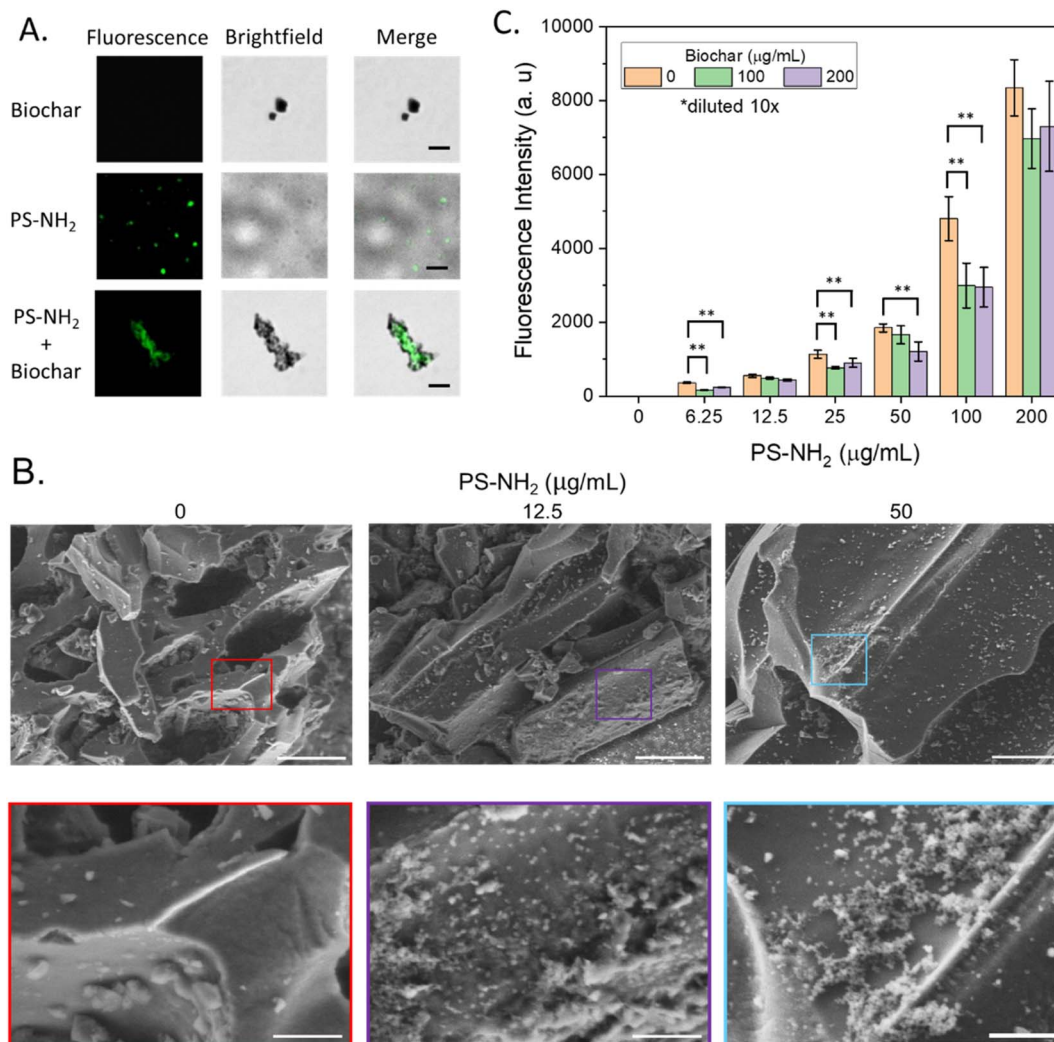 A.
Fluorescence Brightfield Merge
Biochar
PS-NH₂
PS-NH₂
+
Biochar
C.
10000
8000
6000
4000
2000
0
Fluorescence Intensity (a. u)
Biochar (μg/mL)
0 100 200
*diluted 10x
** ** ** ** ** ** **
0 6.25 12.5 25 50 100 200
PS-NH₂ (μg/mL)
B.
PS-NH₂ (μg/mL)
0 12.5 50